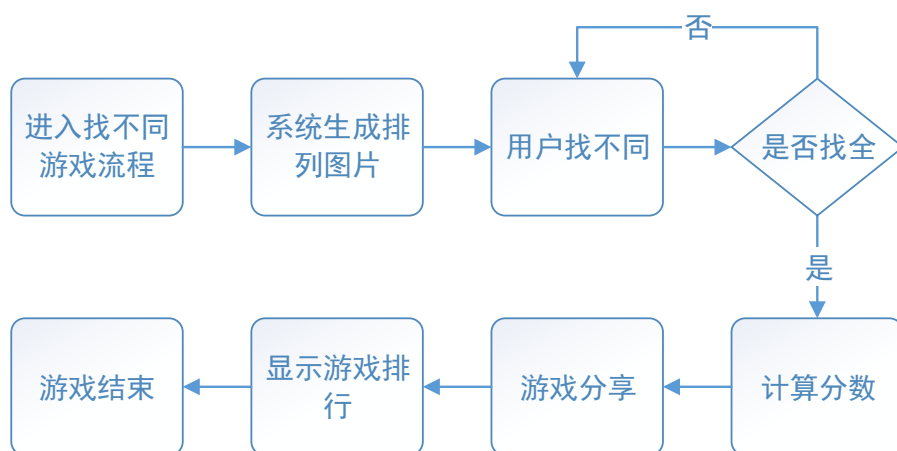 否
进入找不同
游戏流程
系统生成排
列图片
用户找不同
是否找全
是
游戏结束
显示游戏排
行
游戏分享
计算分数